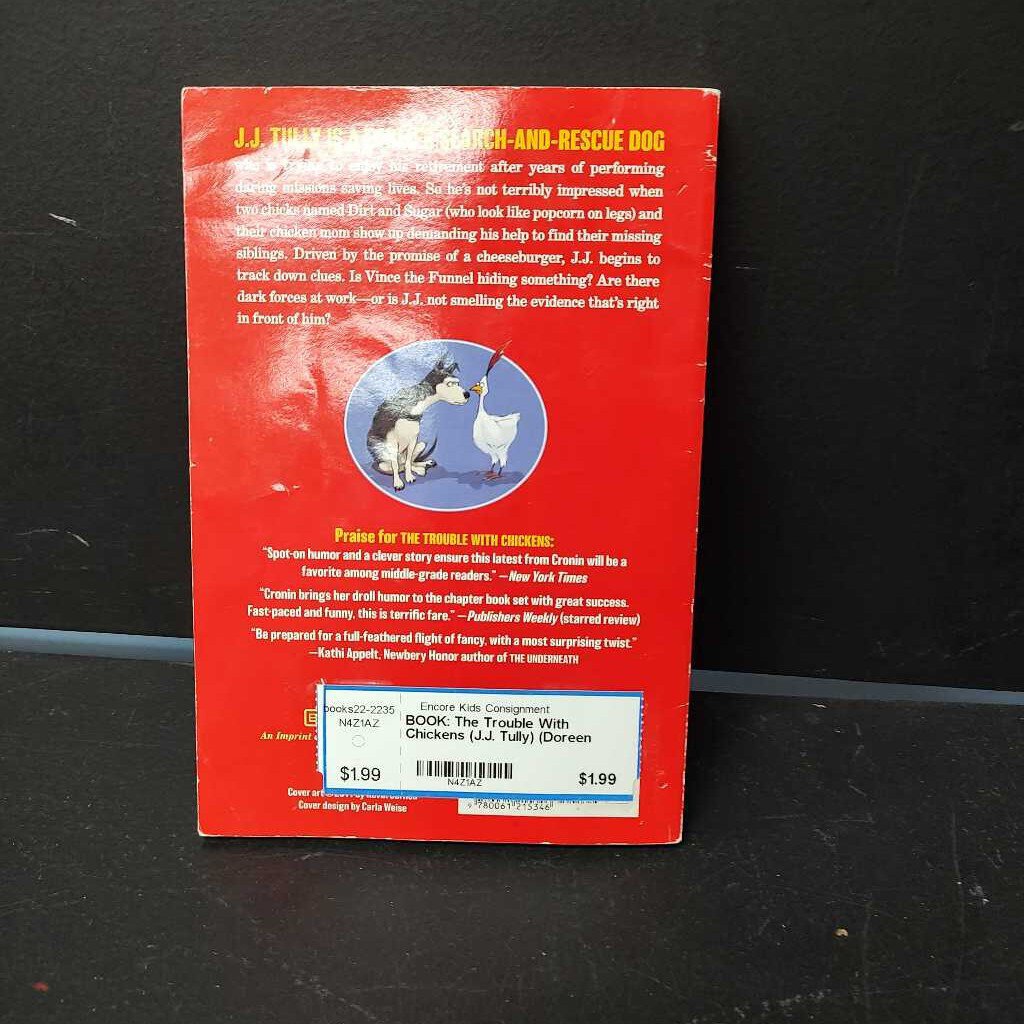 J.J. TULLY IS A SEARCH-AND-RESCUE DOG
to enjoy his retirement after years of performing
daring missions saving lives. So he's not terribly impressed when
two chicks named Dirt and Sugar (who look like popcorn on legs) and
their chicken mom show up demanding his help to find their missing
siblings. Driven by the promise of a cheeseburger, J.J. begins to
track down clues. Is Vince the Funnel hiding something? Are there
dark forces at work—or is J.J. not smelling the evidence that's right
in front of him?
Praise for THE TROUBLE WITH CHICKENS:
"Spot-on humor and a clever story ensure this latest from Cronin will be a
favorite among middle-grade readers." —New York Times
"Cronin brings her droll humor to the chapter book set with great success.
Fast-paced and funny, this is terrific fare." —Publishers Weekly (starred review)
"Be prepared for a full-feathered flight of fancy, with a most surprising twist."
—Kathi Appelt, Newbery Honor author of THE UNDERNEATH
An Imprint
books22-2235
N4Z1AZ
$1.99
Encore Kids Consignment
BOOK: The Trouble With
Chickens (J.J. Tully) (Doreen
N4Z1AZ
$1.99
Cover art
Cover design by Carla Weise
9 780061 215346